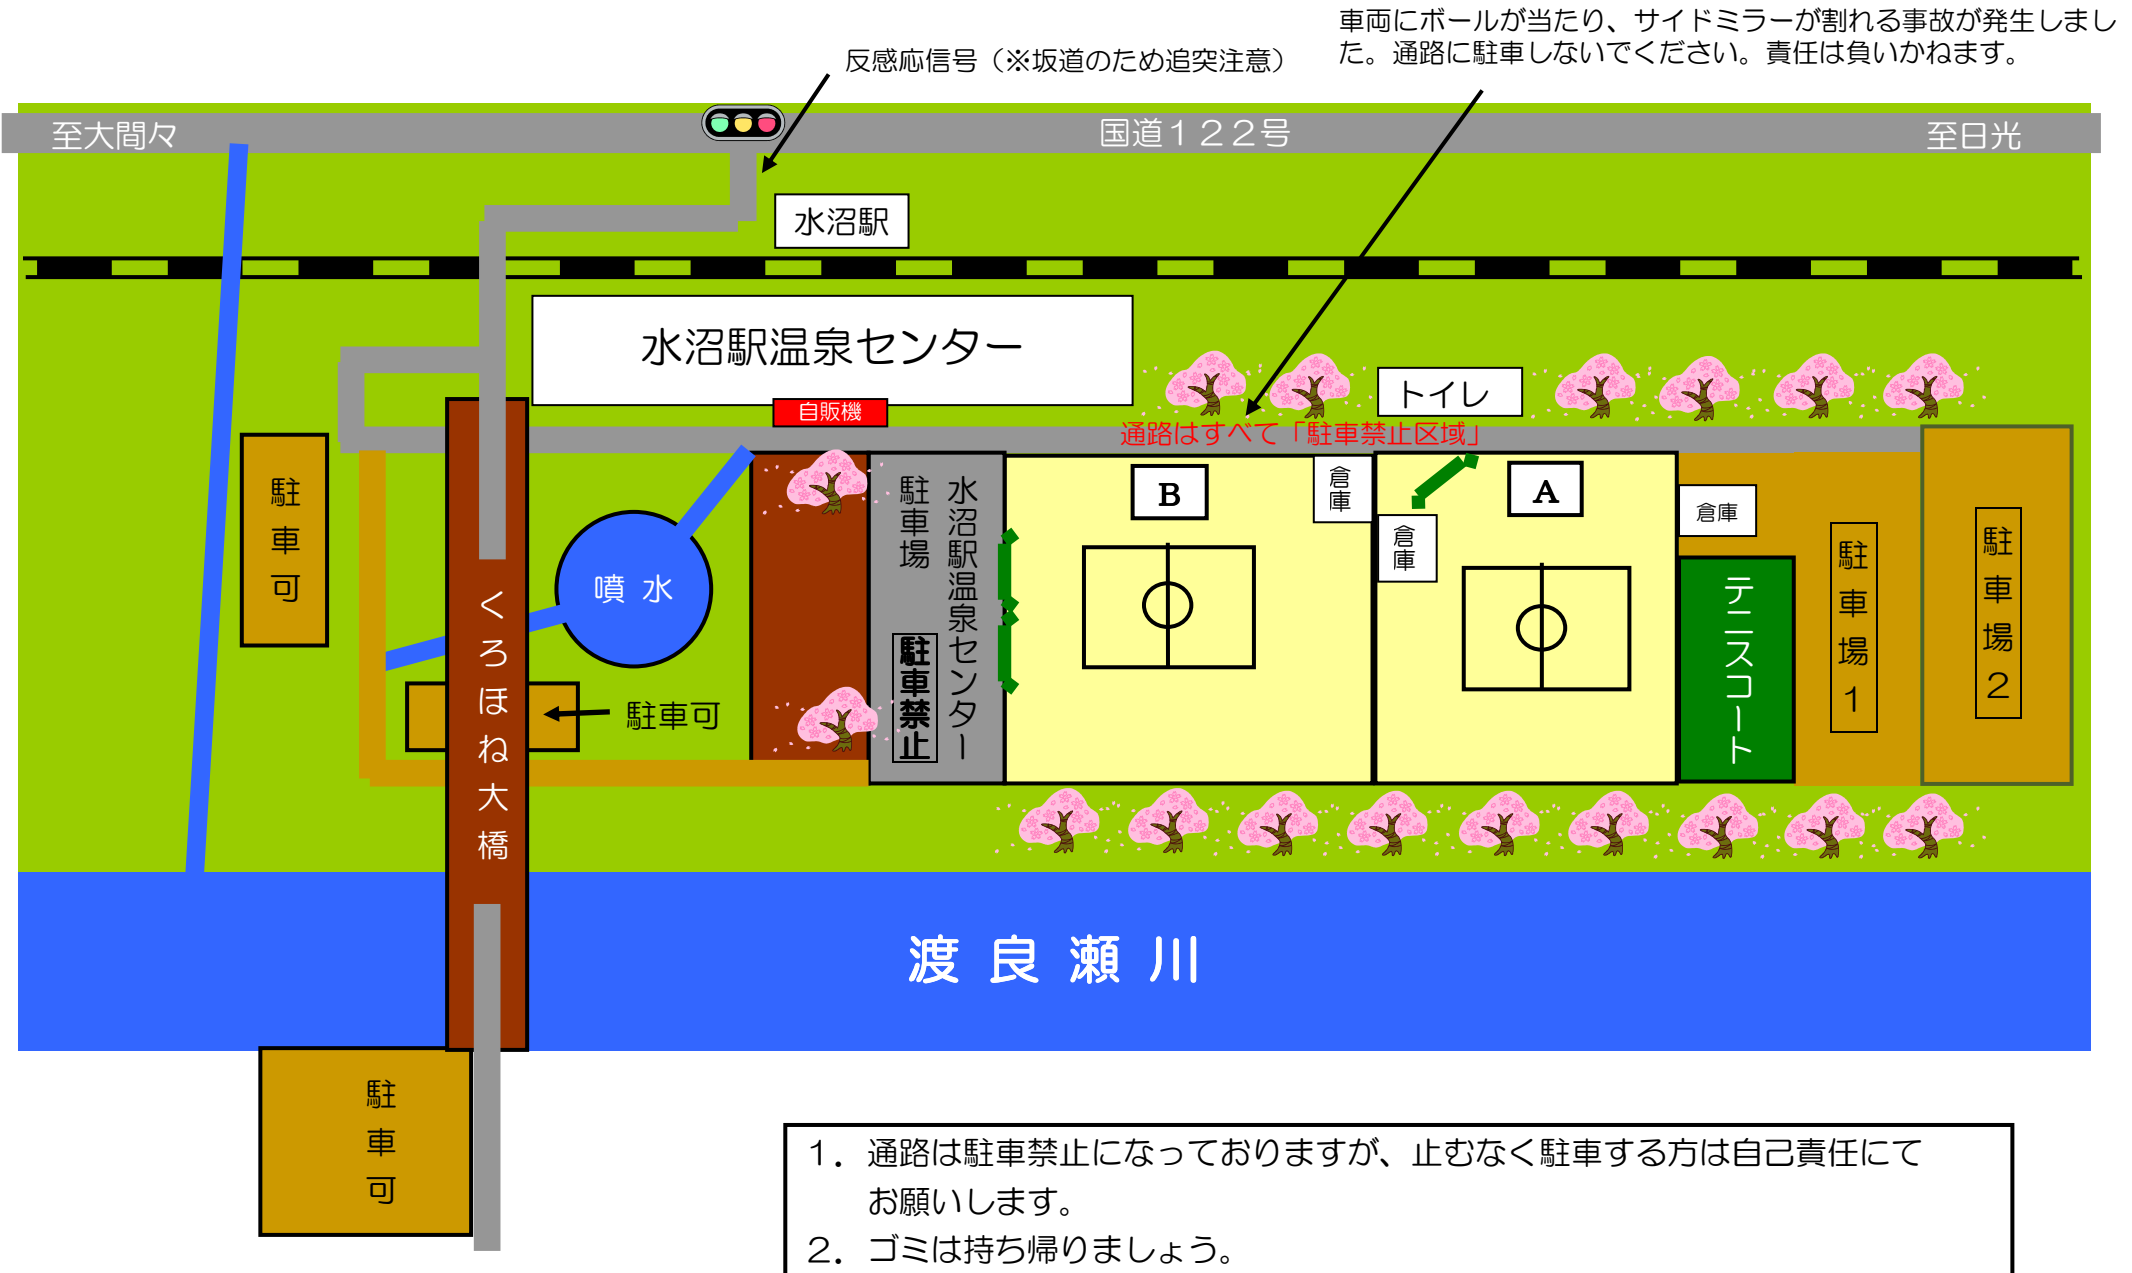 車両にボールが当たり、サイドミラーが割れる事故が発生しまし
た。通路に駐車しないでください。責任は負いかねます。
反感応信号（※坂道のため追突注意）
至大間々
国道１２２号
至日光
水沼駅
水沼駅温泉センター
自販機
トイレ
通路はすべて「駐車禁止区域」
駐車可
噴 水
水沼駅温泉センター
駐車場
駐車禁止
B
倉庫
A
倉庫
倉庫
テニスコート
駐車場１
駐車場２
くろほね大橋
駐車可
渡良瀬川
駐車可
１．通路は駐車禁止になっておりますが、止むなく駐車する方は自己責任にて
お願いします。
２．ゴミは持ち帰りましょう。